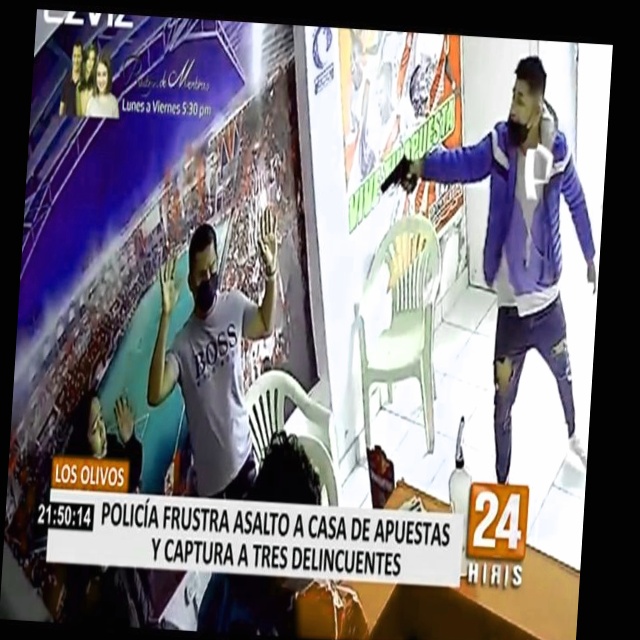 EZVIZ
Lunes a Viernes 5:30 pm
BOSS
LOS OLIVOS
21:50:14
POLICÍA FRUSTRA ASALTO A CASA DE APUESTAS
Y CAPTURA A TRES DELINCUENTES
24